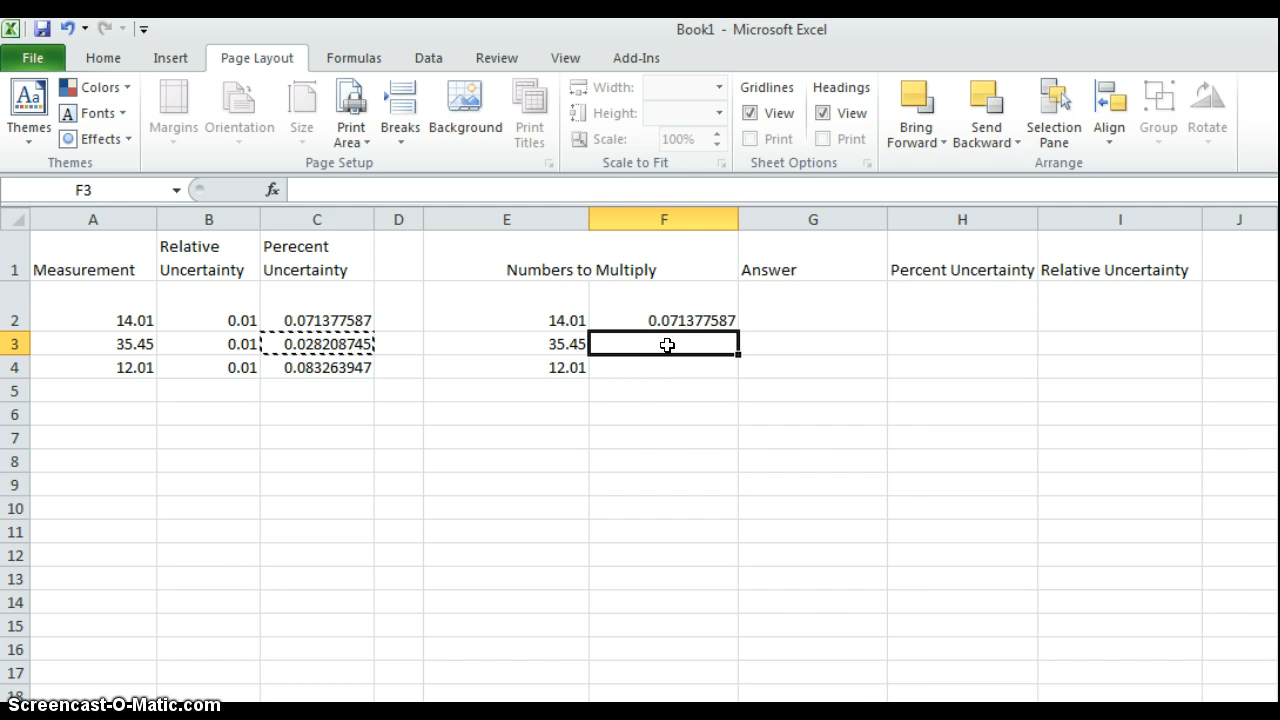 Book1 - Microsoft Excel
File Home Insert Page Layout Formulas Data Review View Add-Ins
Aa Colors Width: Gridlines Headings
A Fonts Height: View View
Themes Effects Margins Orientation Size Print Area Breaks Background Print Titles Scale: 100% Print Print Bring Forward Send Backward Selection Pane Align Group Rotate
Themes Page Setup Scale to Fit Sheet Options Arrange
F3 fx
A B C D E F G H I J
1 Measurement Relative Uncertainty Perecent Uncertainty Numbers to Multiply Answer Percent Uncertainty Relative Uncertainty
2 14.01 0.01 0.071377587 14.01 0.071377587
3 35.45 0.01 0.028208745 35.45
4 12.01 0.01 0.083263947 12.01
5
6
7
8
9
10
11
12
13
14
15
16
17
18
Screencast-O-Matic.com